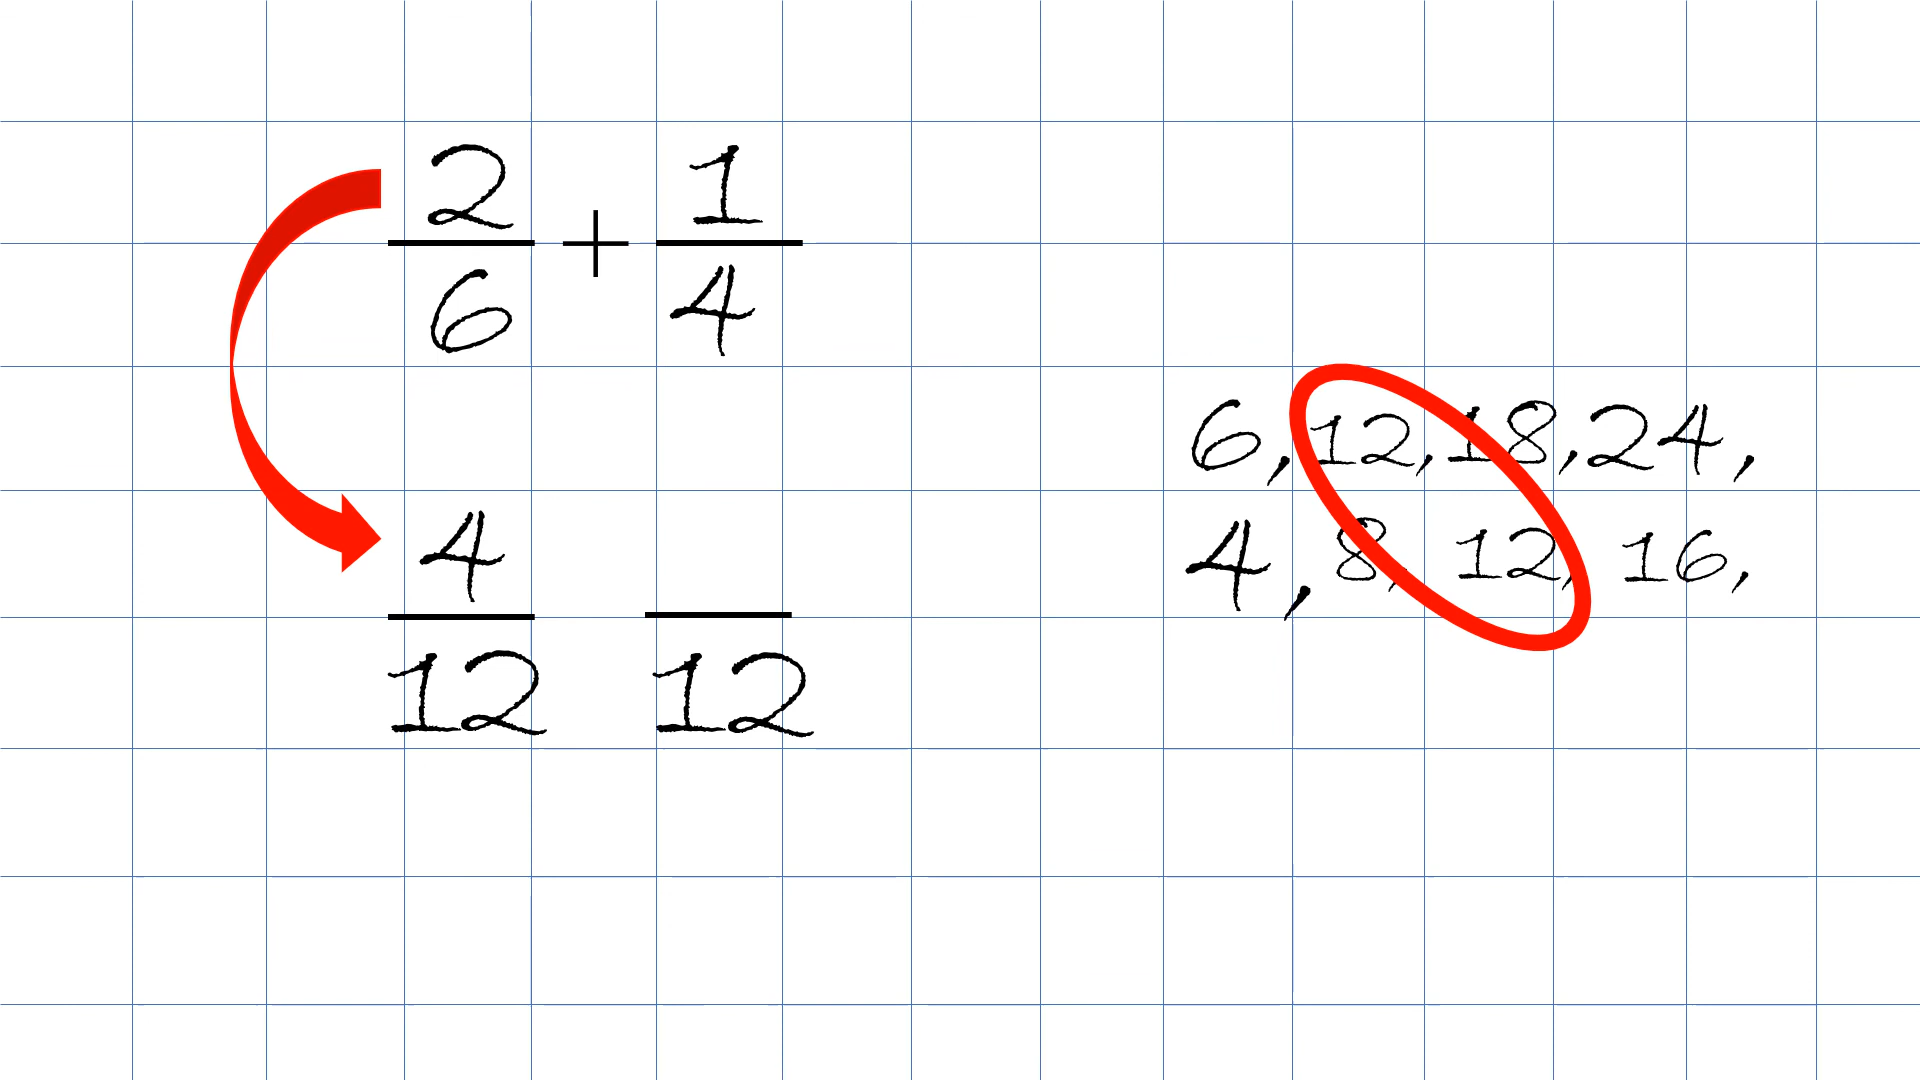 2/6 + 1/4
6, 12, 18, 24,
4, 8, 12, 16,
4/12 /12